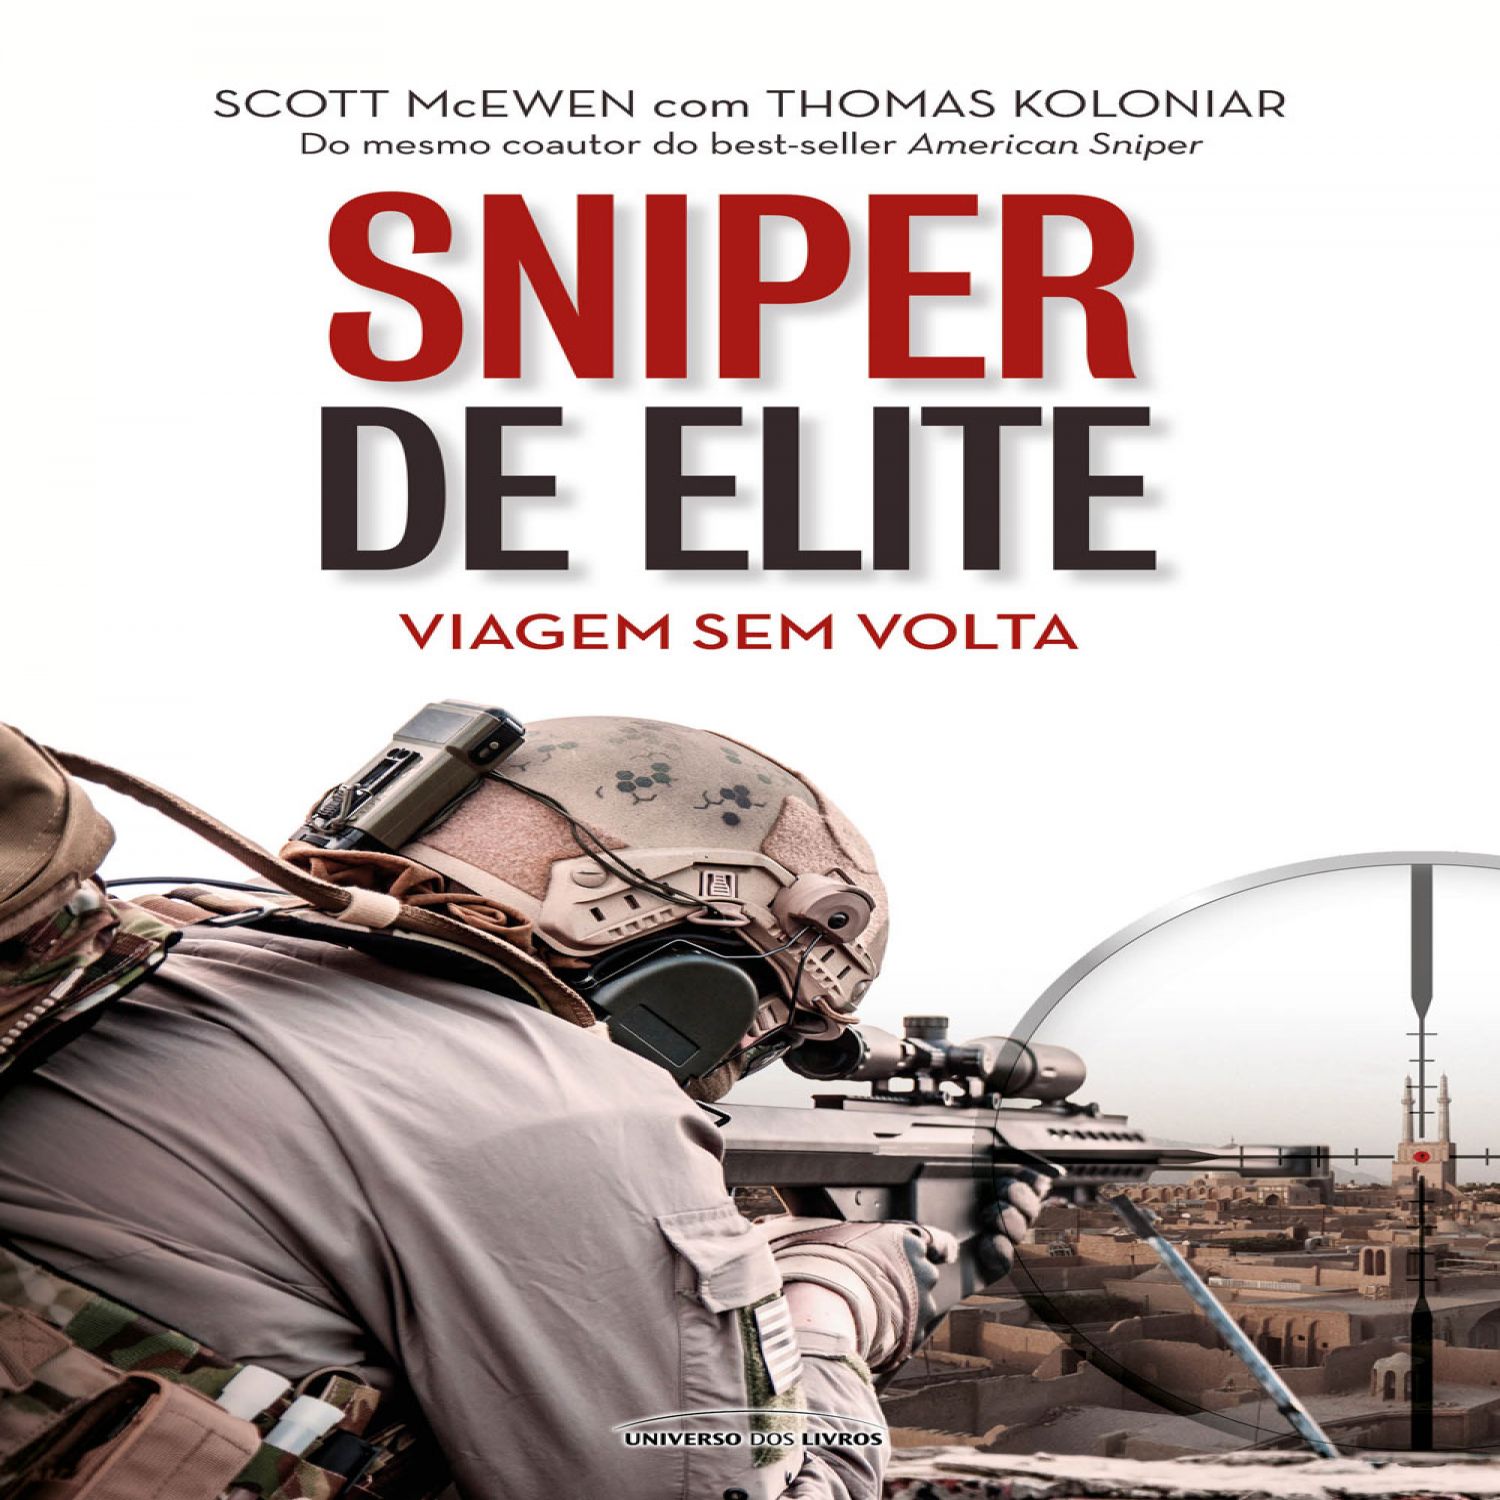 SCOTT McEWEN com THOMAS KOLONIAR
Do mesmo coautor do best-seller American Sniper
SNIPER
DE ELITE
VIAGEM SEM VOLTA
UNIVERSO DOS LIVROS